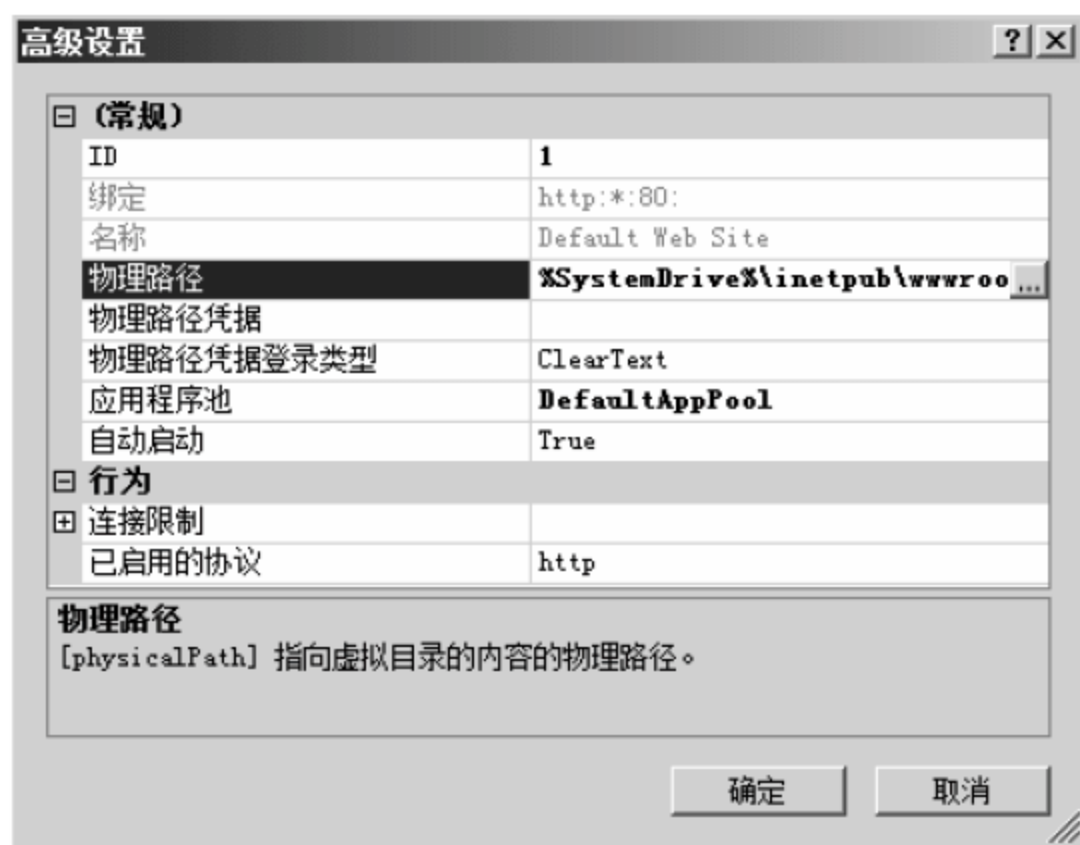 高级设置
(常规)
ID 1
绑定 http:*:80:
名称 Default Web Site
物理路径 %SystemDrive%\inetpub\wwwroo ...
物理路径凭据
物理路径凭据登录类型 ClearText
应用程序池 DefaultAppPool
自动启动 True
行为
连接限制
已启用的协议 http
物理路径
[physicalPath] 指向虚拟目录的内容的物理路径。
确定 取消